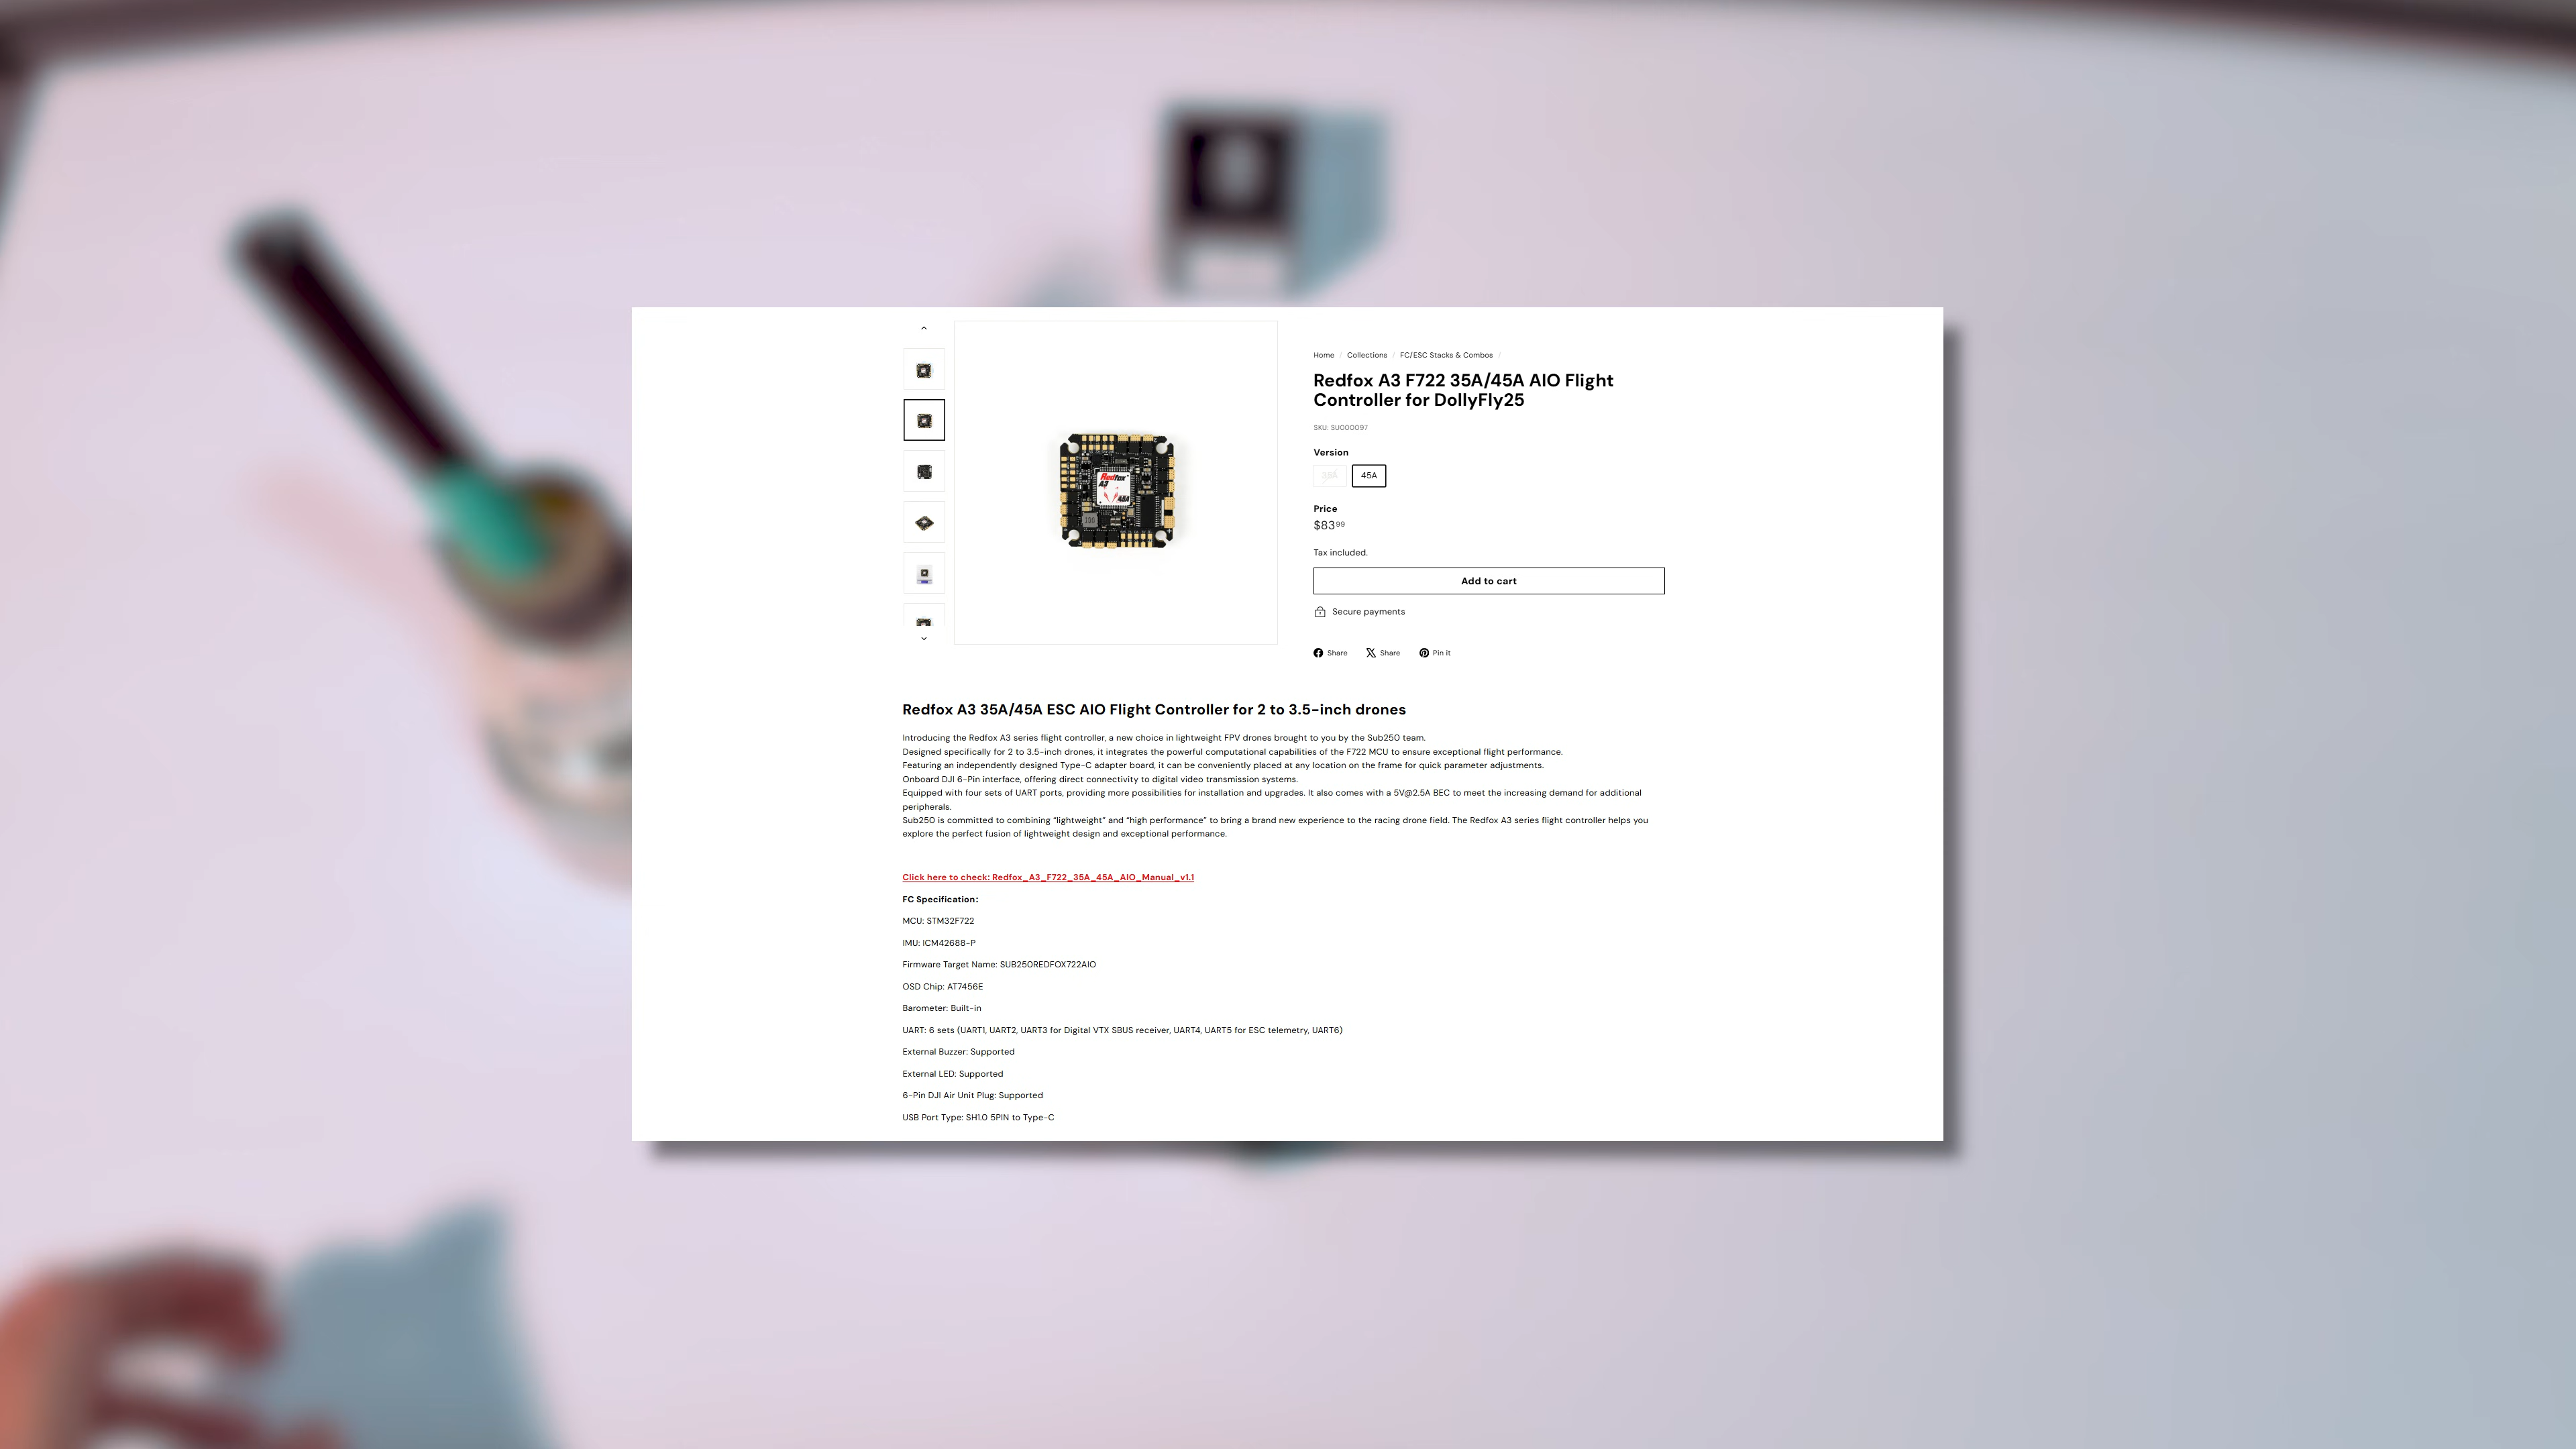 Home / Collections / FC/ESC Stacks & Combos /
Redfox A3 F722 35A/45A AIO Flight
Controller for DollyFly25
SKU: SU000097
Version
35A
45A
Price
$83.99
Tax included.
Add to cart
Secure payments
Share
Share
Pin it
Redfox
A3
45A
100
Redfox A3 35A/45A ESC AIO Flight Controller for 2 to 3.5-inch drones
Introducing the Redfox A3 series flight controller, a new choice in lightweight FPV drones brought to you by the Sub250 team.
Designed specifically for 2 to 3.5-inch drones, it integrates the powerful computational capabilities of the F722 MCU to ensure exceptional flight performance.
Featuring an independently designed Type-C adapter board, it can be conveniently placed at any location on the frame for quick parameter adjustments.
Onboard DJI 6-Pin interface, offering direct connectivity to digital video transmission systems.
Equipped with four sets of UART ports, providing more possibilities for installation and upgrades. It also comes with a 5V@2.5A BEC to meet the increasing demand for additional
peripherals.
Sub250 is committed to combining “lightweight” and “high performance” to bring a brand new experience to the racing drone field. The Redfox A3 series flight controller helps you
explore the perfect fusion of lightweight design and exceptional performance.
Click here to check: Redfox_A3_F722_35A_45A_AIO_Manual_v1.1
FC Specification:
MCU: STM32F722
IMU: ICM42688-P
Firmware Target Name: SUB250REDFOX722AIO
OSD Chip: AT7456E
Barometer: Built-in
UART: 6 sets (UART1, UART2, UART3 for Digital VTX SBUS receiver, UART4, UART5 for ESC telemetry, UART6)
External Buzzer: Supported
External LED: Supported
6-Pin DJI Air Unit Plug: Supported
USB Port Type: SH1.0 5PIN to Type-C